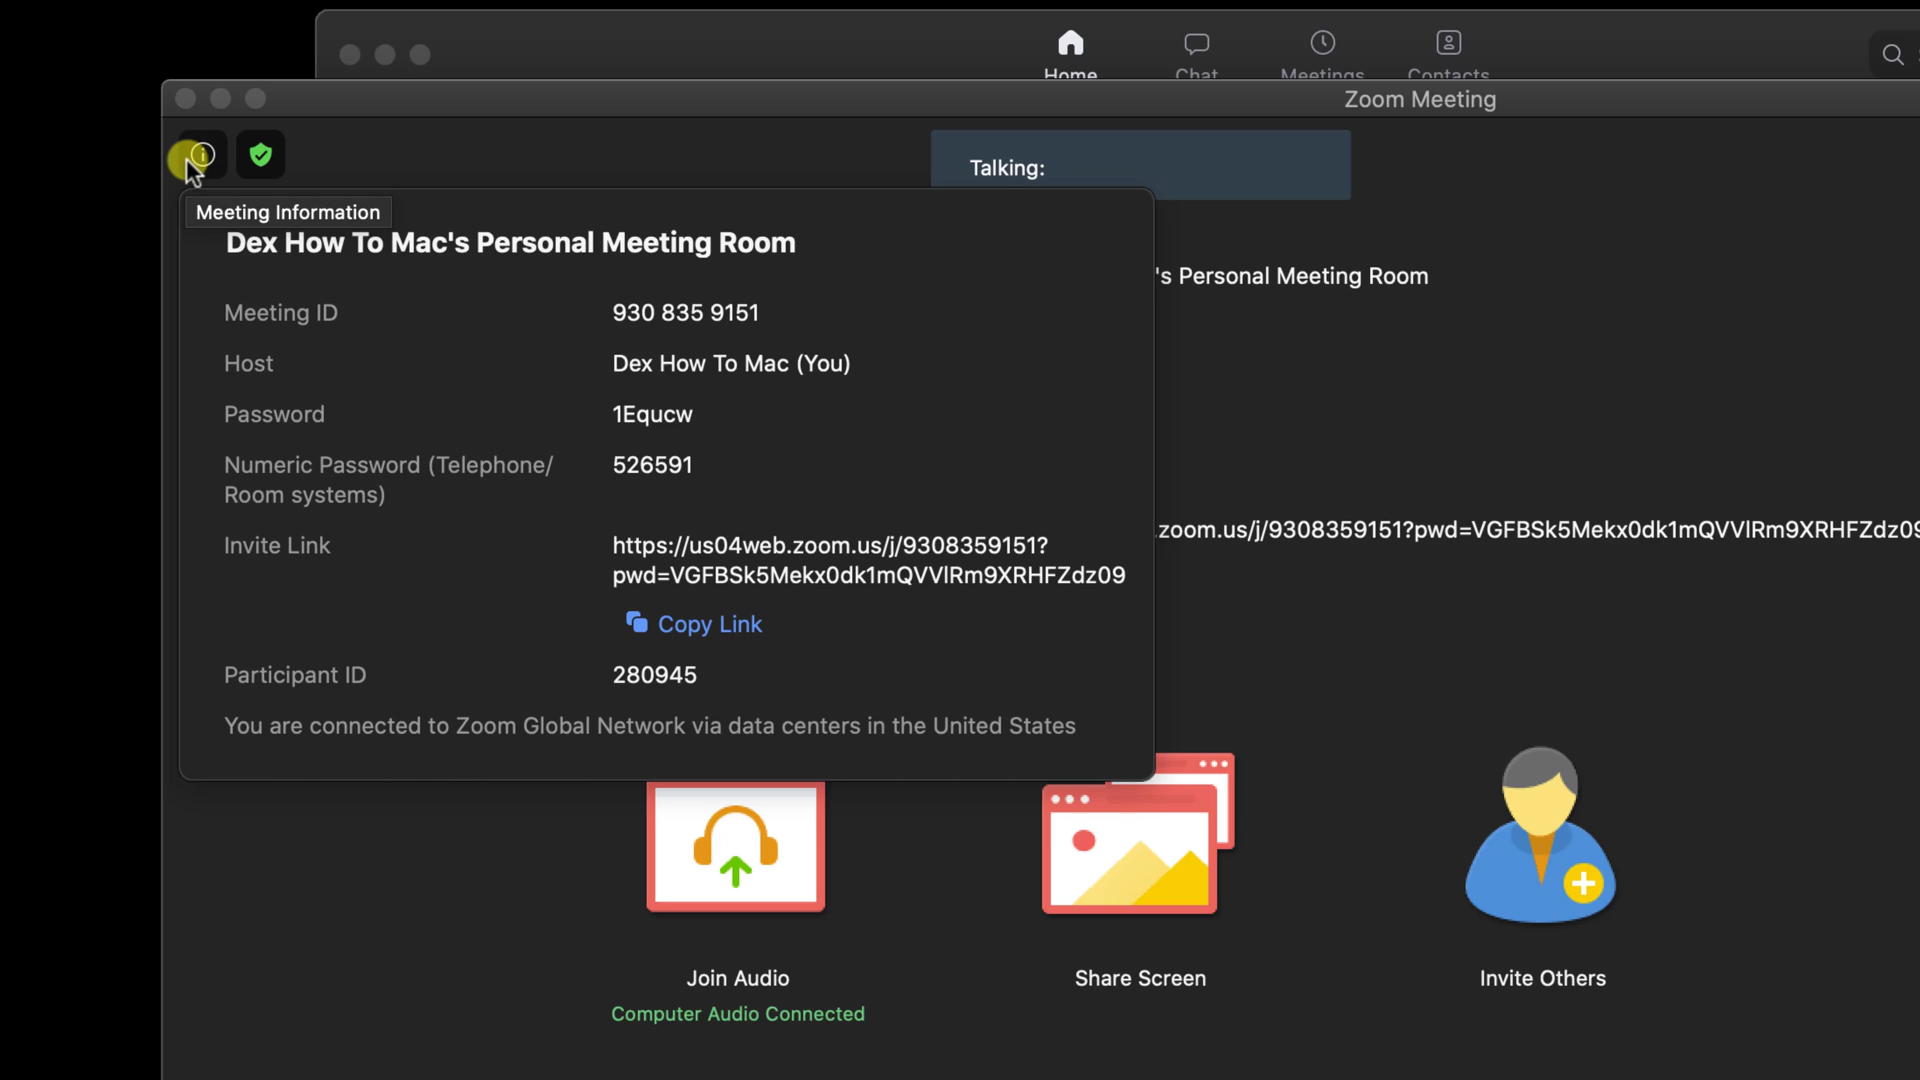 Home
Chat
Meetings
Contacts
Zoom Meeting
Talking:
Meeting Information
Dex How To Mac's Personal Meeting Room
's Personal Meeting Room
Meeting ID
930 835 9151
Host
Dex How To Mac (You)
Password
1Equcw
Numeric Password (Telephone/
Room systems)
526591
Invite Link
https://us04web.zoom.us/j/9308359151?
pwd=VGFBSk5Mekx0dk1mQVVlRm9XRHFZdz09
.zoom.us/j/9308359151?pwd=VGFBSk5Mekx0dk1mQVVlRm9XRHFZdz09
Copy Link
Participant ID
280945
You are connected to Zoom Global Network via data centers in the United States
Join Audio
Computer Audio Connected
Share Screen
Invite Others